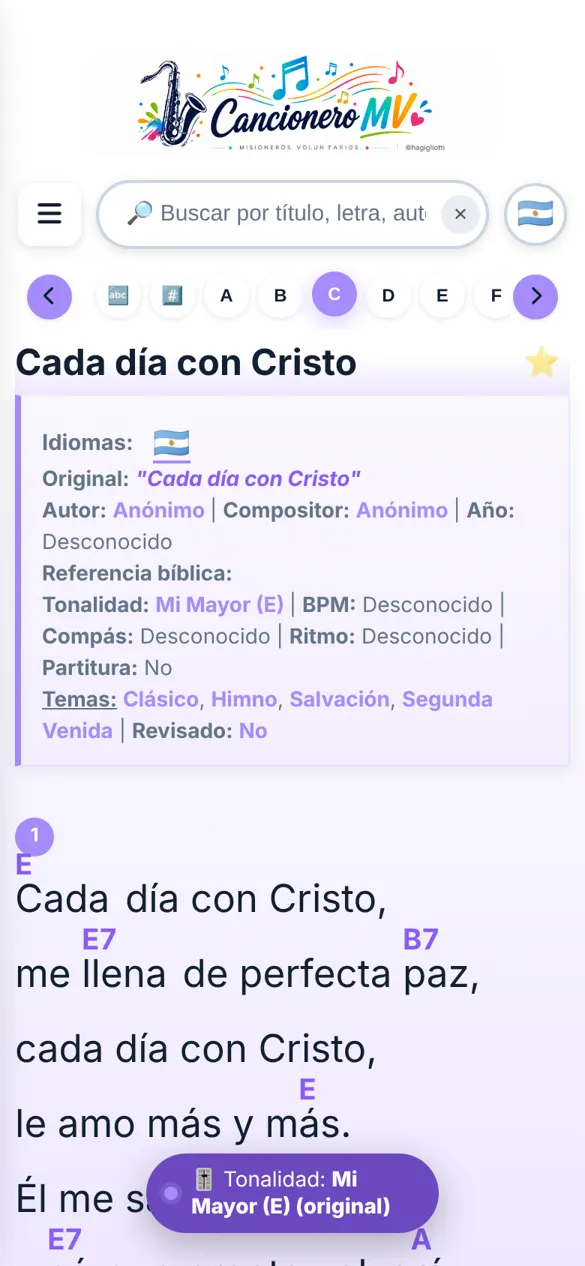 Cancionero MV
MISIONEROS VOLUNTARIOS | @hagigliotti
Buscar por título, letra, aut
abc # A B C D E F
Cada día con Cristo
Idiomas:
Original: "Cada día con Cristo"
Autor: Anónimo | Compositor: Anónimo | Año:
Desconocido
Referencia bíblica:
Tonalidad: Mi Mayor (E) | BPM: Desconocido |
Compás: Desconocido | Ritmo: Desconocido |
Partitura: No
Temas: Clásico, Himno, Salvación, Segunda
Venida | Revisado: No
1
E
Cada día con Cristo,
E7 B7
me llena de perfecta paz,
cada día con Cristo,
E
le amo más y más.
Él me
Tonalidad: Mi
Mayor (E) (original)
E7 A